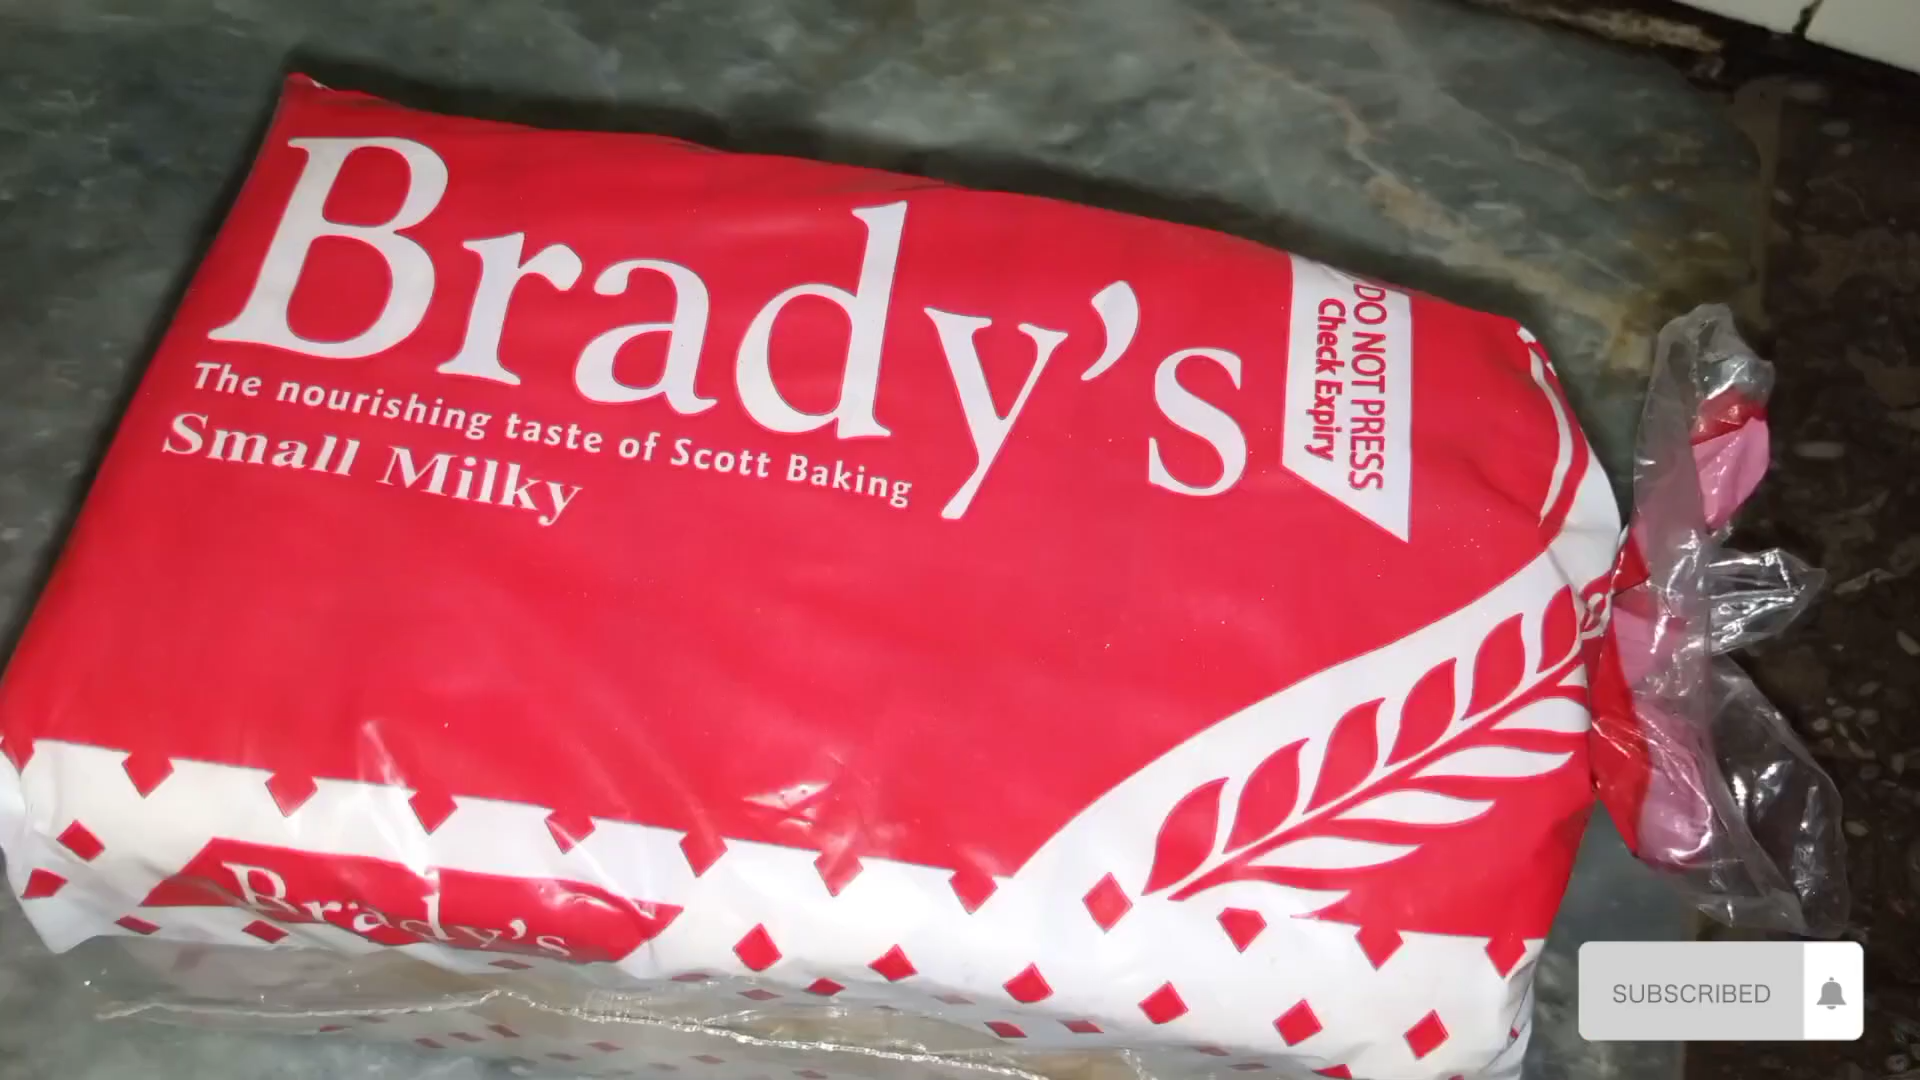 Brady's
The nourishing taste of Scott Baking
Small Milky
DO NOT PRESS
Check Expiry
Brady's
SUBSCRIBED